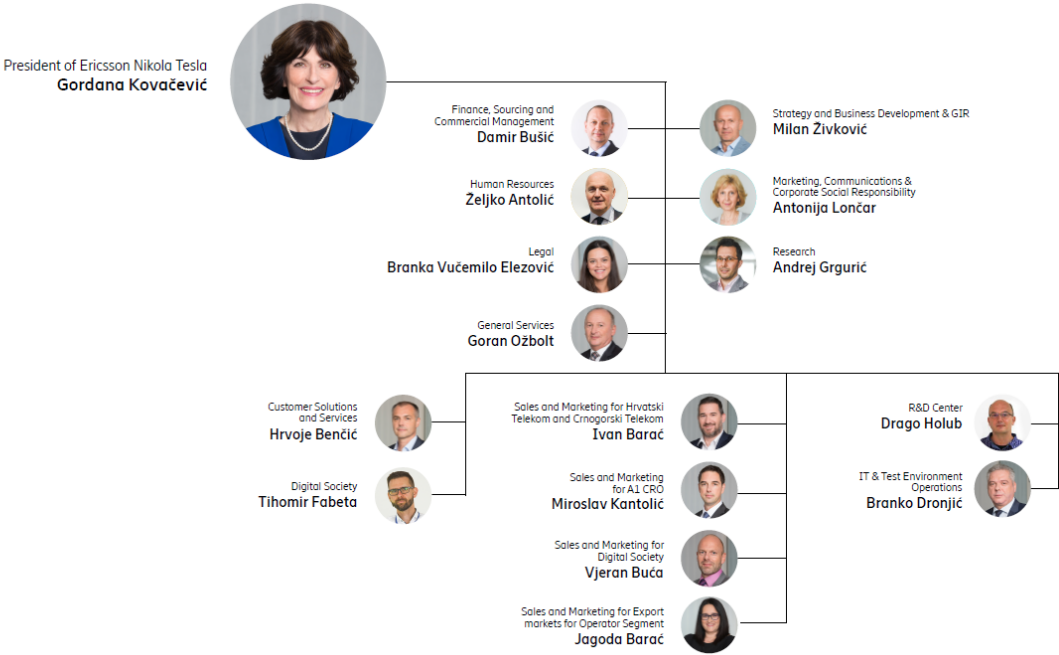 President of Ericsson Nikola Tesla
Gordana Kovačević
Finance, Sourcing and
Commercial Management
Damir Bušić
Strategy and Business Development & GIR
Milan Živković
Human Resources
Željko Antolić
Marketing, Communications &
Corporate Social Responsibility
Antonija Lončar
Legal
Branka Vučemilo Elezović
Research
Andrej Grgurić
General Services
Goran Ožbolt
Customer Solutions
and Services
Hrvoje Benčić
Digital Society
Tihomir Fabeta
Sales and Marketing for Hrvatski
Telekom and Crnogorski Telekom
Ivan Barać
Sales and Marketing
for A1 CRO
Miroslav Kantolić
Sales and Marketing for
Digital Society
Vjeran Buća
Sales and Marketing for Export
markets for Operator Segment
Jagoda Barać
R&D Center
Drago Holub
IT & Test Environment
Operations
Branko Dronjić